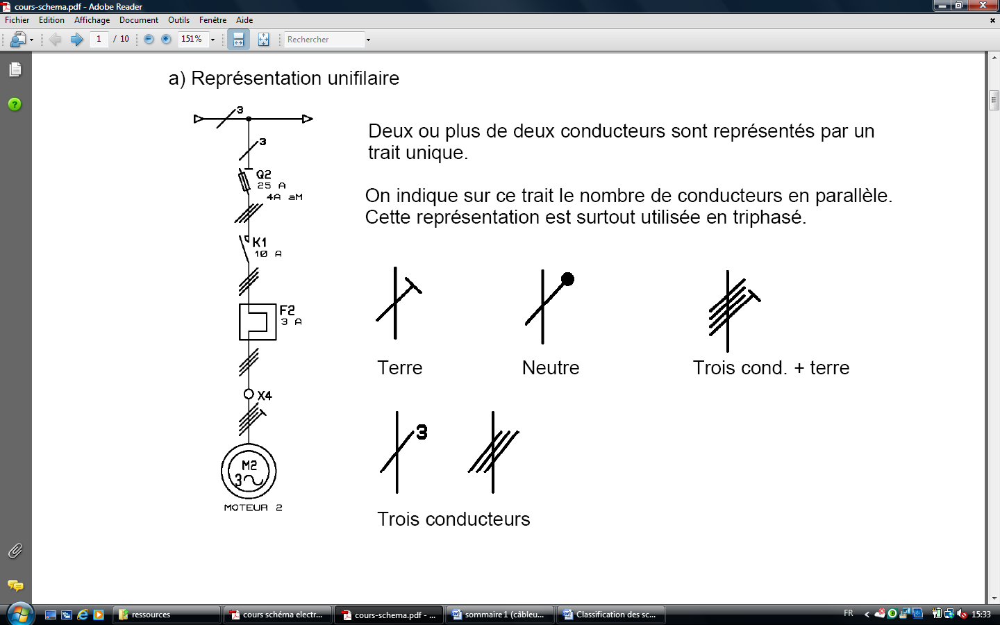 cours-schema.pdf - Adobe Reader
Fichier Edition Affichage Document Outils Fenêtre Aide
1 / 10 151% Rechercher
a) Représentation unifilaire
3
3
Q2
25 A
4A aM
K1
10 A
F2
3 A
X4
M2
3
MOTEUR 2
Deux ou plus de deux conducteurs sont représentés par un
trait unique.
On indique sur ce trait le nombre de conducteurs en parallèle.
Cette représentation est surtout utilisée en triphasé.
Terre
Neutre
Trois cond. + terre
3
Trois conducteurs
ressources
cours schéma electr...
cours-schema.pdf - ...
sommaire 1 (câbleu...
Classification des sc...
FR
15:33